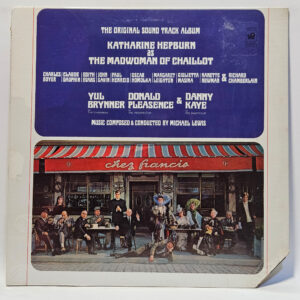 THE ORIGINAL SOUND TRACK ALBUM
KATHARINE HEPBURN
as
THE MADWOMAN OF CHAILLOT
CHARLES CLAUDE EDITH JOHN PAUL OSCAR MARGARET GIULIETTA NANETTE & RICHARD
BOYER DAUPHIN EVANS GAVIN HENREID HOMOLKA LEIGHTON MASINA NEWMAN CHAMBERLAIN
YUL DONALD & DANNY
BRYNNER PLEASENCE KAYE
MUSIC COMPOSED & CONDUCTED BY MICHAEL LEWIS
chez francis